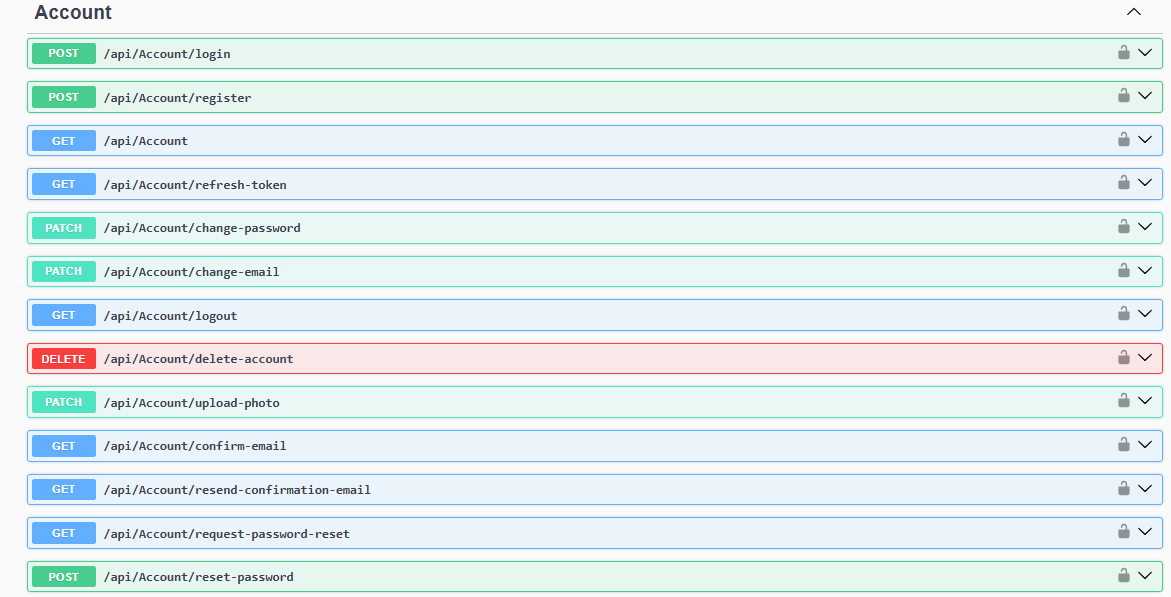 Account
POST /api/Account/login
POST /api/Account/register
GET /api/Account
GET /api/Account/refresh-token
PATCH /api/Account/change-password
PATCH /api/Account/change-email
GET /api/Account/logout
DELETE /api/Account/delete-account
PATCH /api/Account/upload-photo
GET /api/Account/confirm-email
GET /api/Account/resend-confirmation-email
GET /api/Account/request-password-reset
POST /api/Account/reset-password